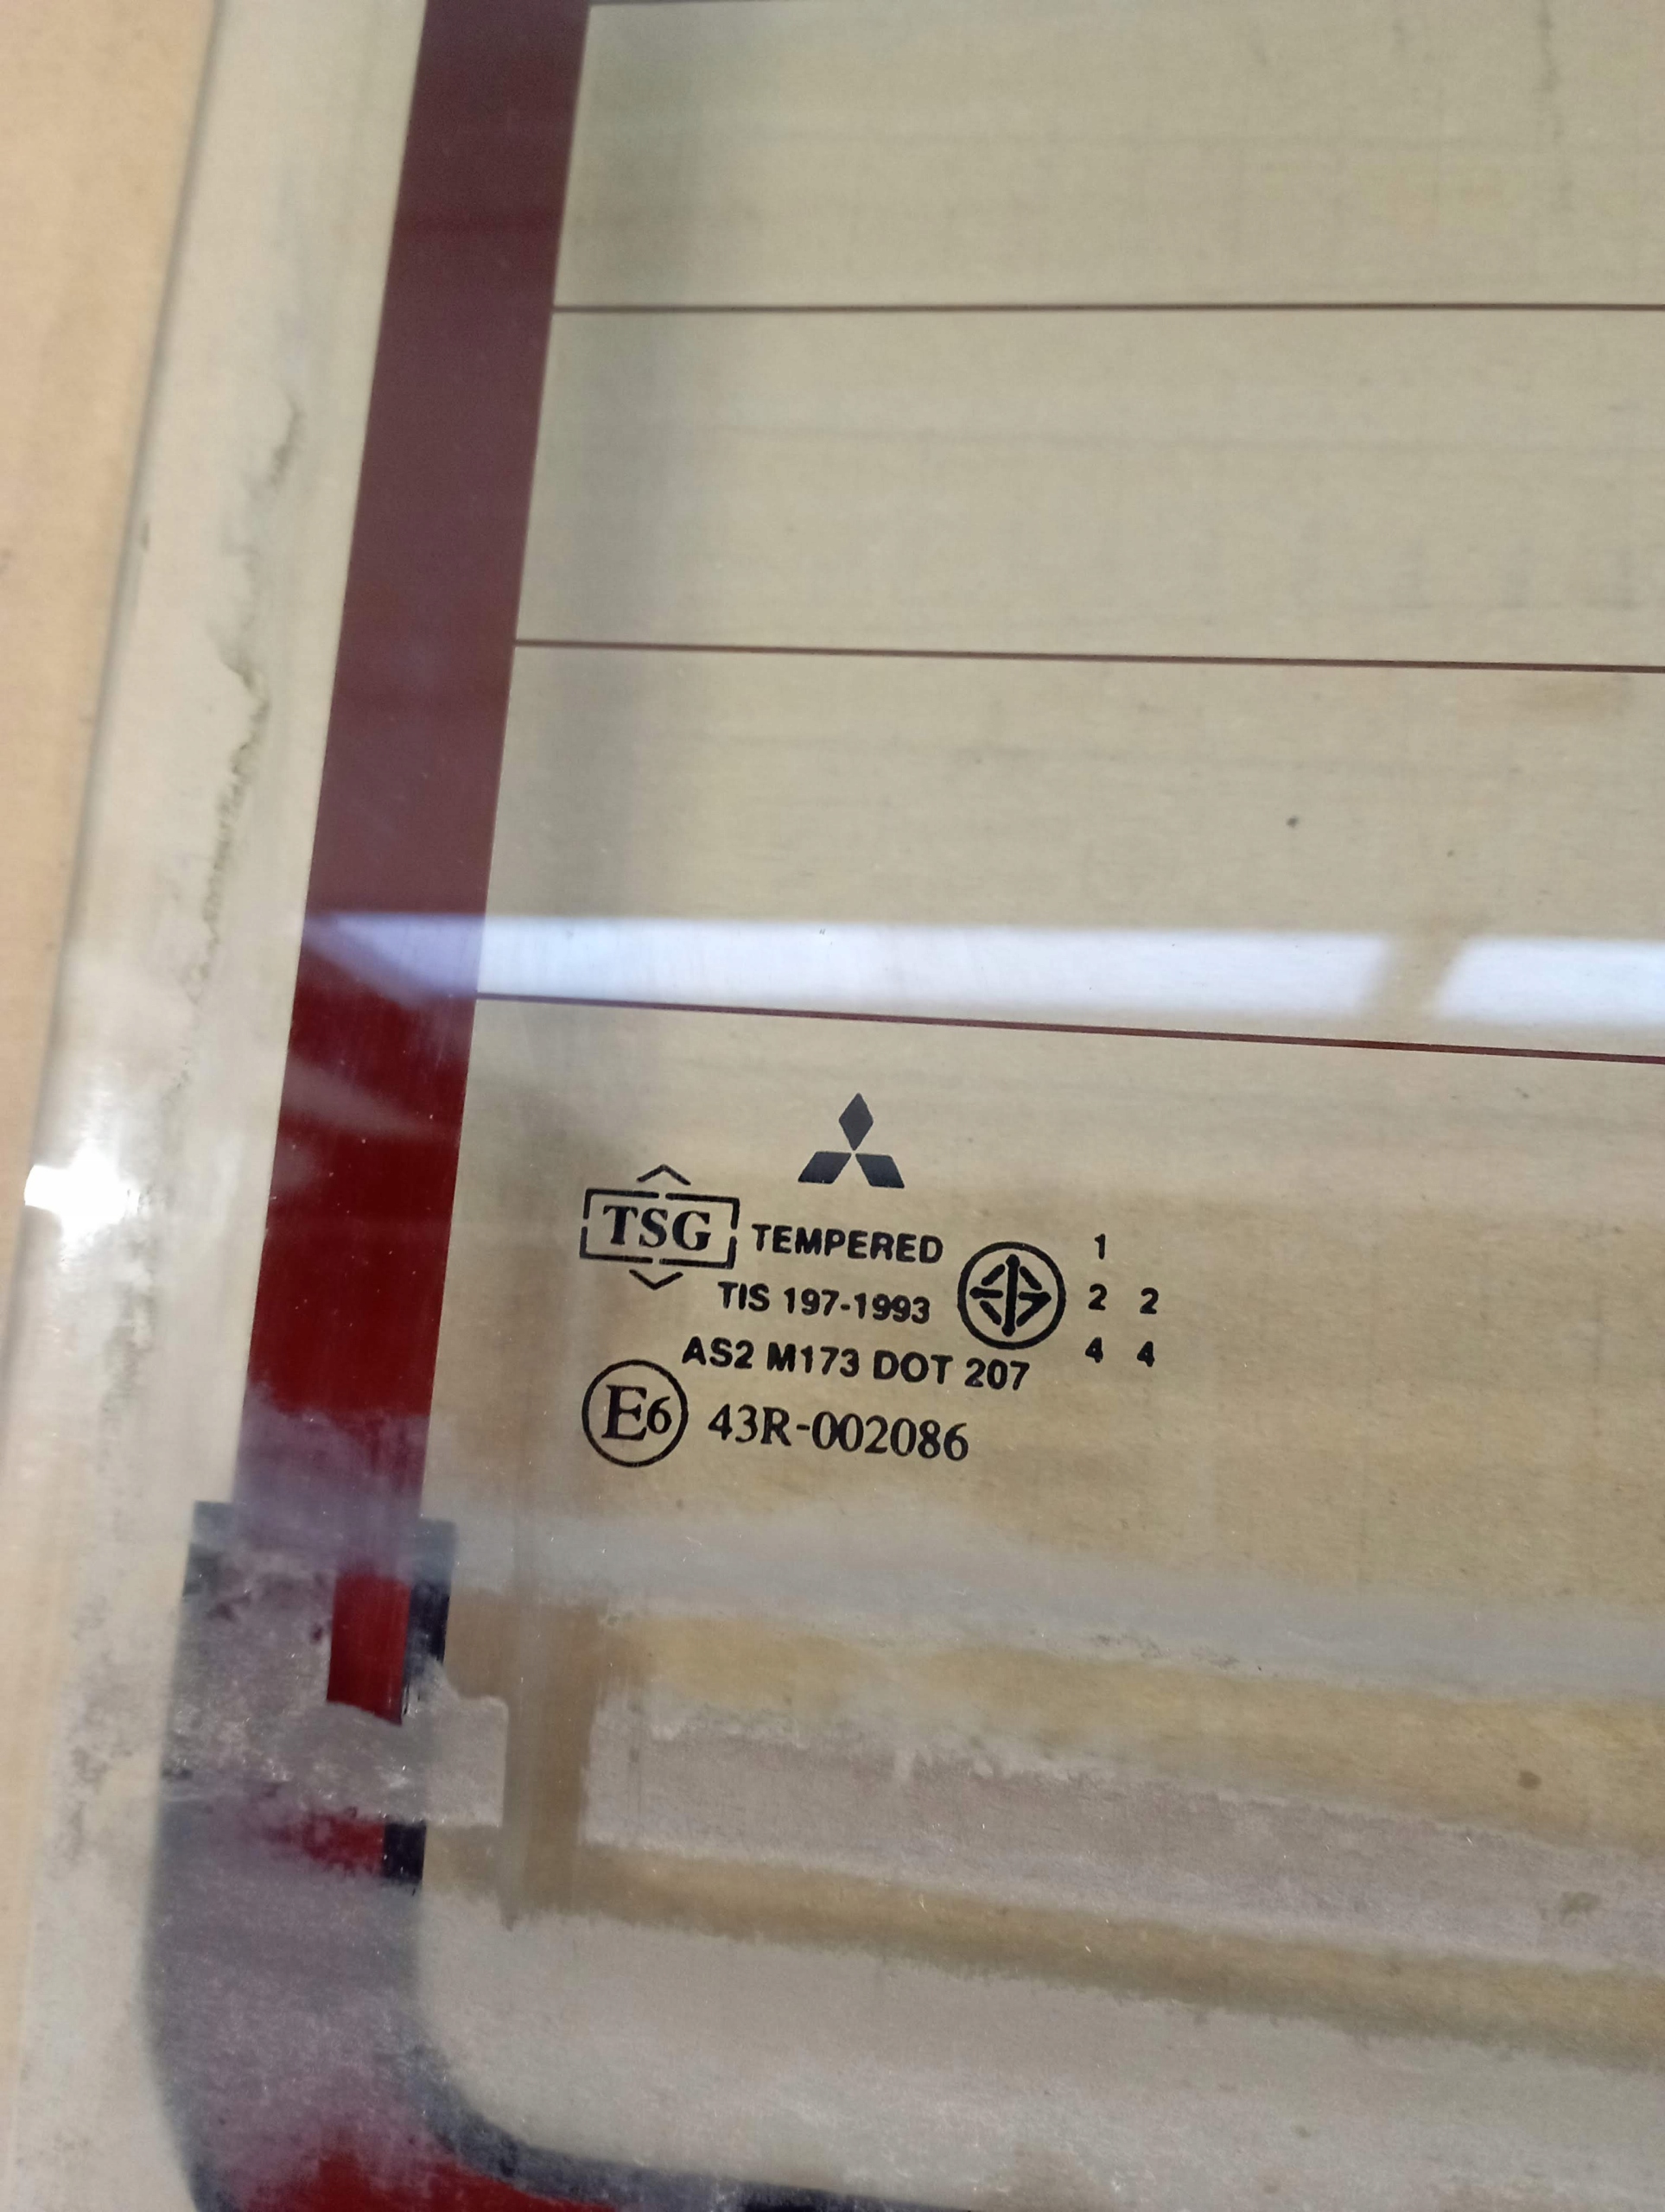 TSG TEMPERED
TIS 197-1993
AS2 M173 DOT 207
E6 43R-002086
1
2 2
4 4